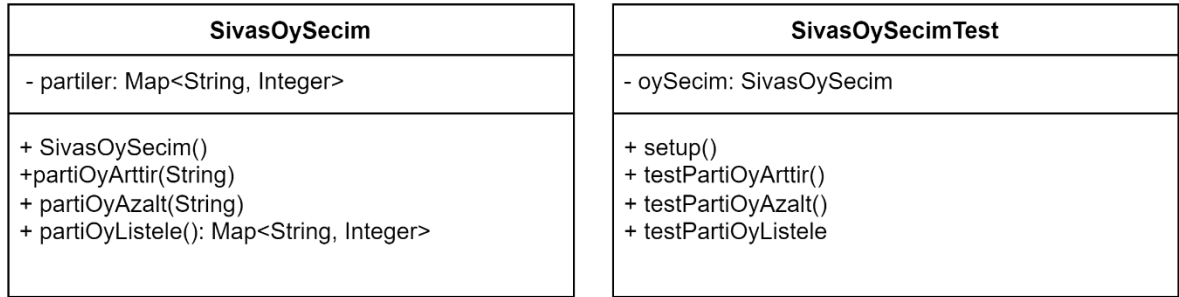 SivasOySecim
- partiler: Map<String, Integer>
+ SivasOySecim()
+partiOyArttir(String)
+ partiOyAzalt(String)
+ partiOyListele(): Map<String, Integer>
SivasOySecimTest
- oySecim: SivasOySecim
+ setup()
+ testPartiOyArttir()
+ testPartiOyAzalt()
+ testPartiOyListele